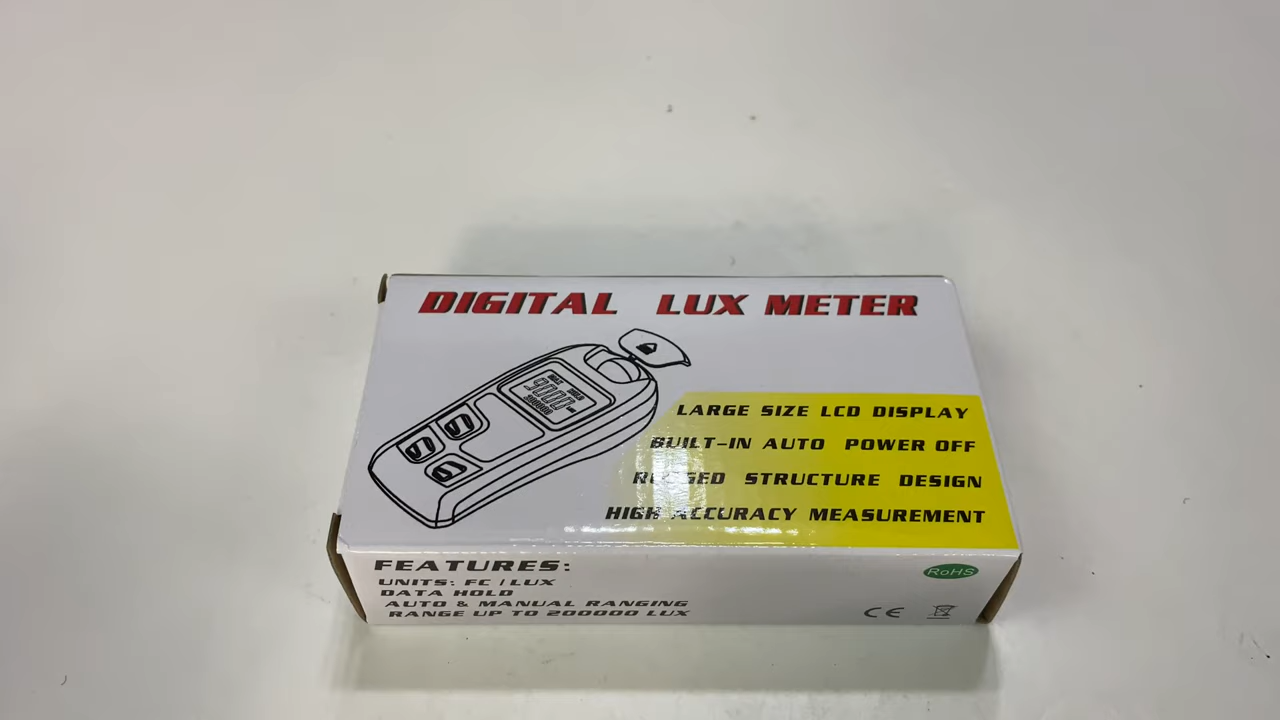 DIGITAL LUX METER
LARGE SIZE LCD DISPLAY
BUILT-IN AUTO POWER OFF
RUGGED STRUCTURE DESIGN
HIGH ACCURACY MEASUREMENT
FEATURES:
UNITS: FC / LUX
DATA HOLD
AUTO & MANUAL RANGING
RANGE UP TO 200000 LUX
RoHS
CE